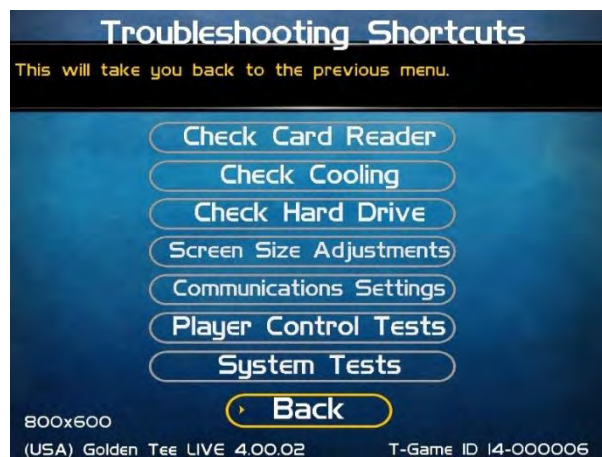 Troubleshooting Shortcuts
This will take you back to the previous menu.
Check Card Reader
Check Cooling
Check Hard Drive
Screen Size Adjustments
Communications Settings
Player Control Tests
System Tests
Back
800x600
(USA) Golden Tee LIVE 4.00.02 T-Game ID 14-000006